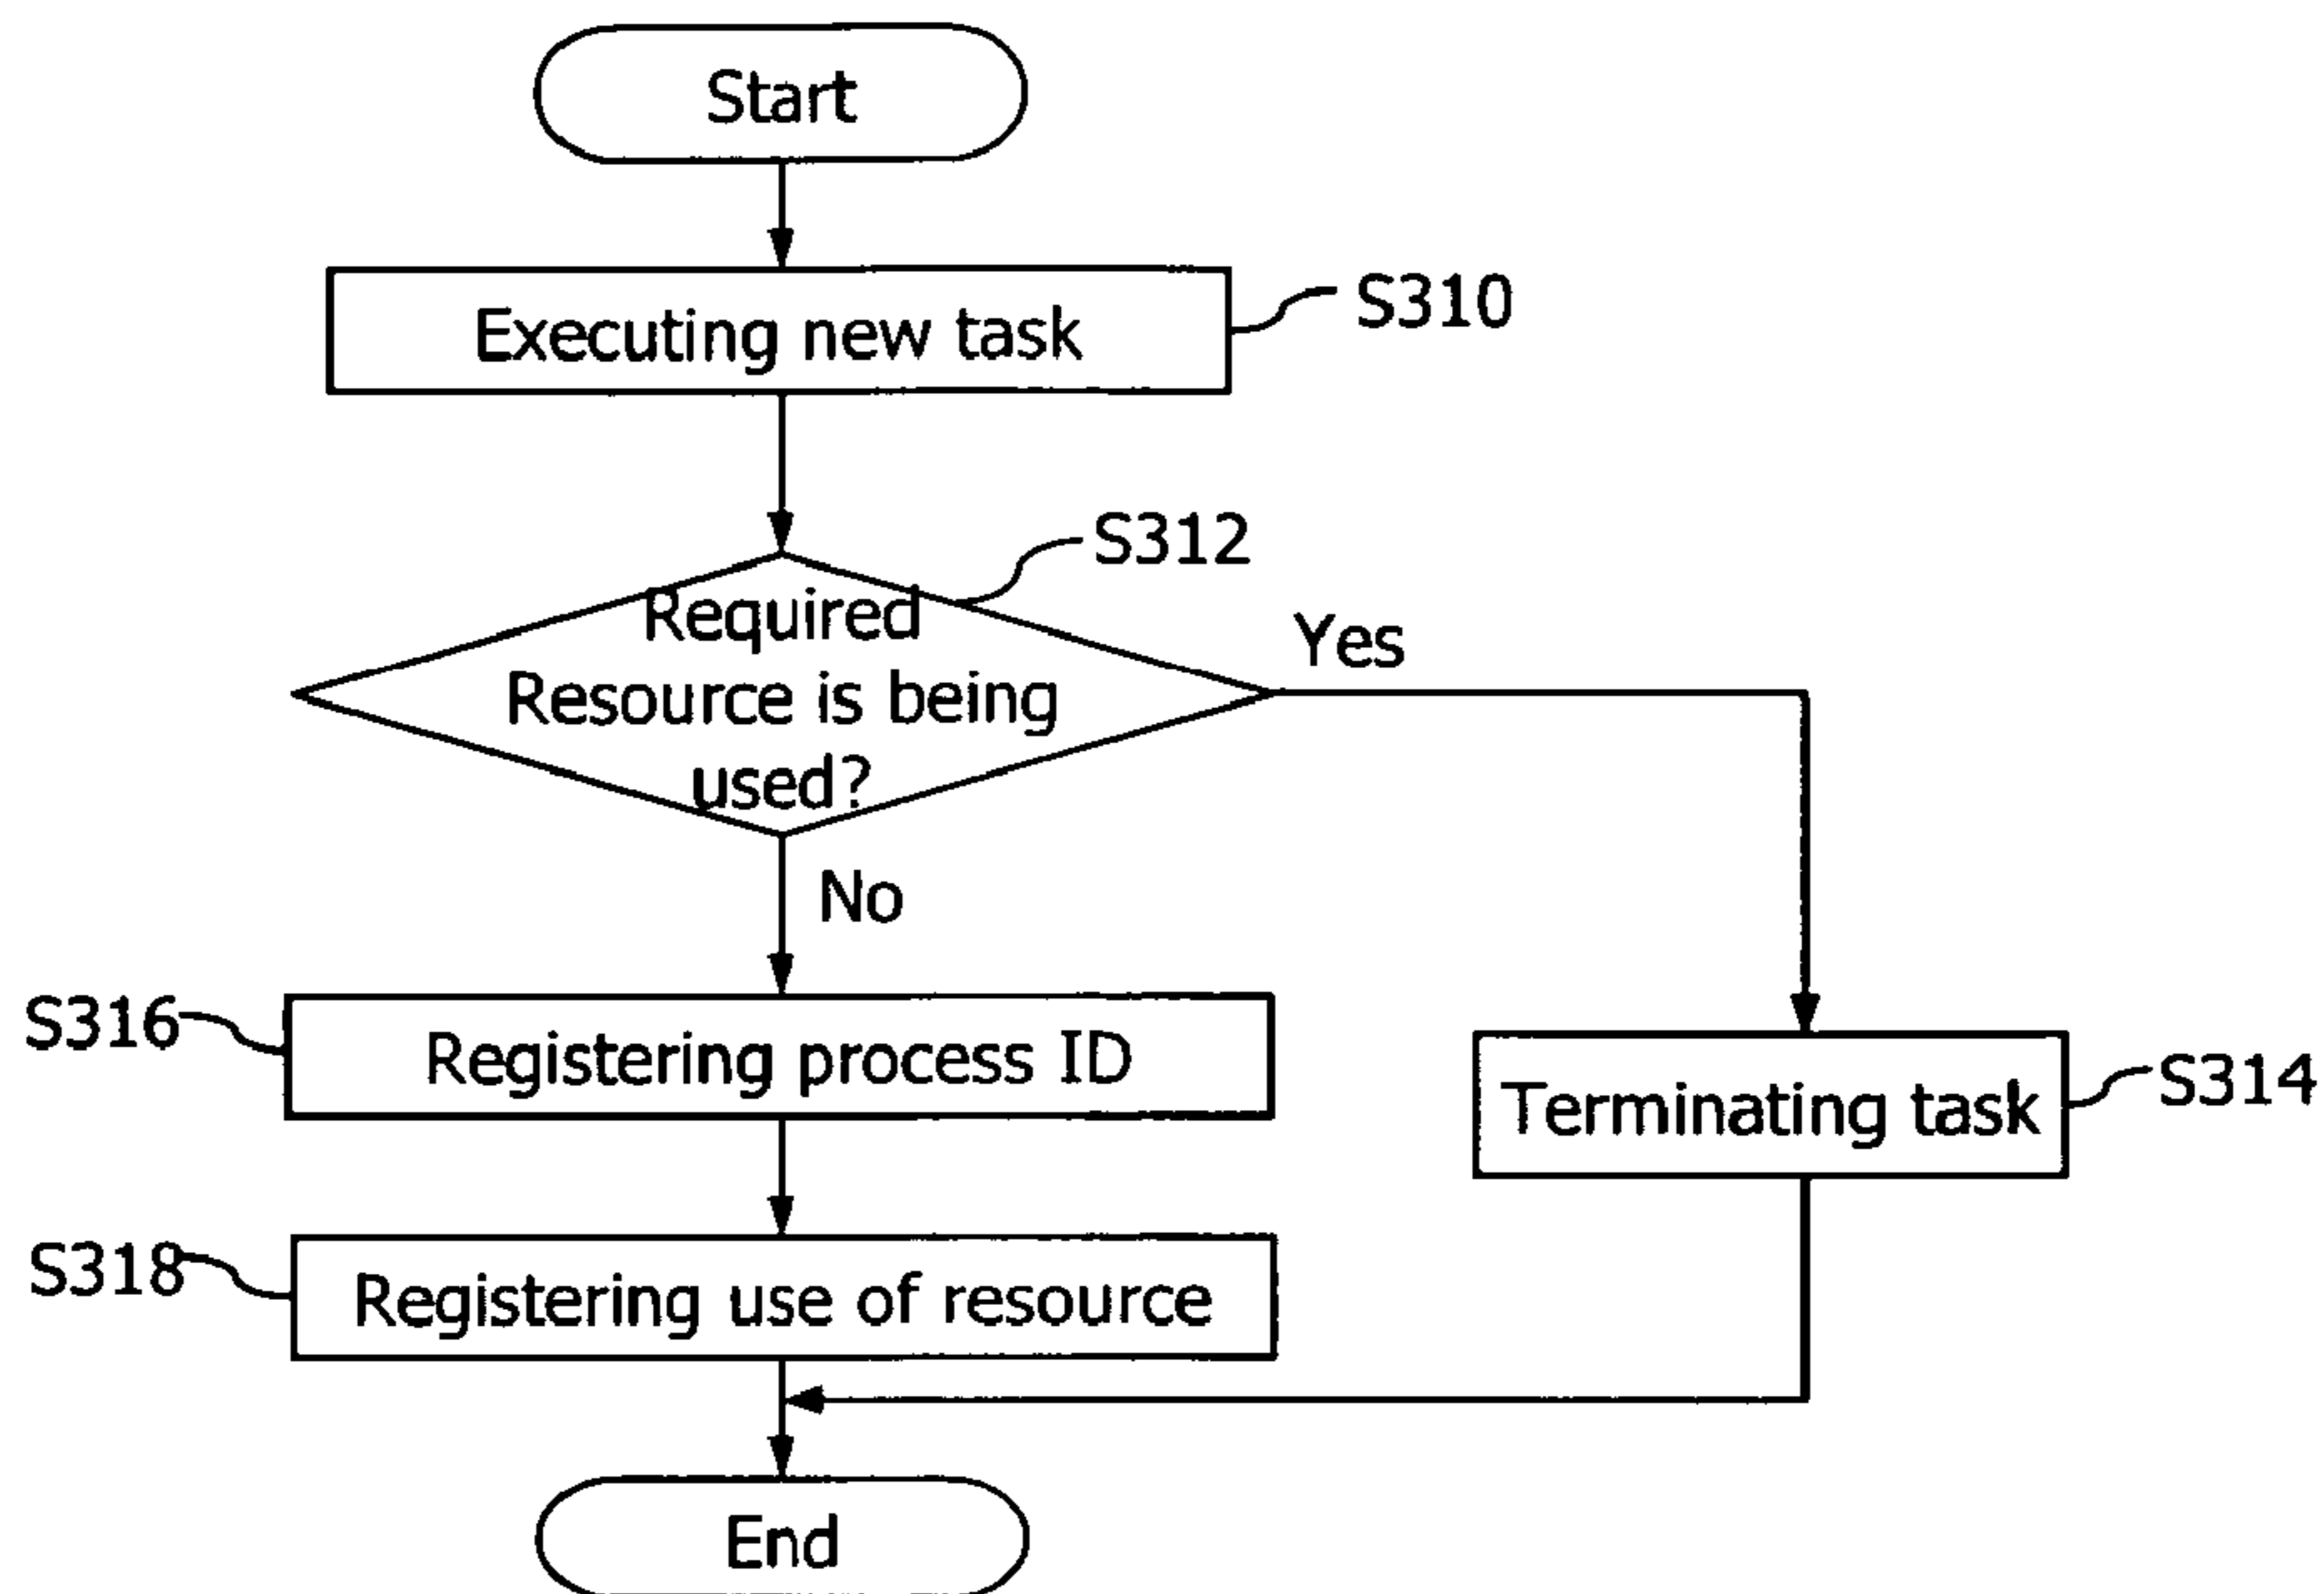 Start
Executing new task
S310
S312
Required
Resource is being
used?
Yes
No
S316
Registering process ID
Terminating task
S314
S318
Registering use of resource
End